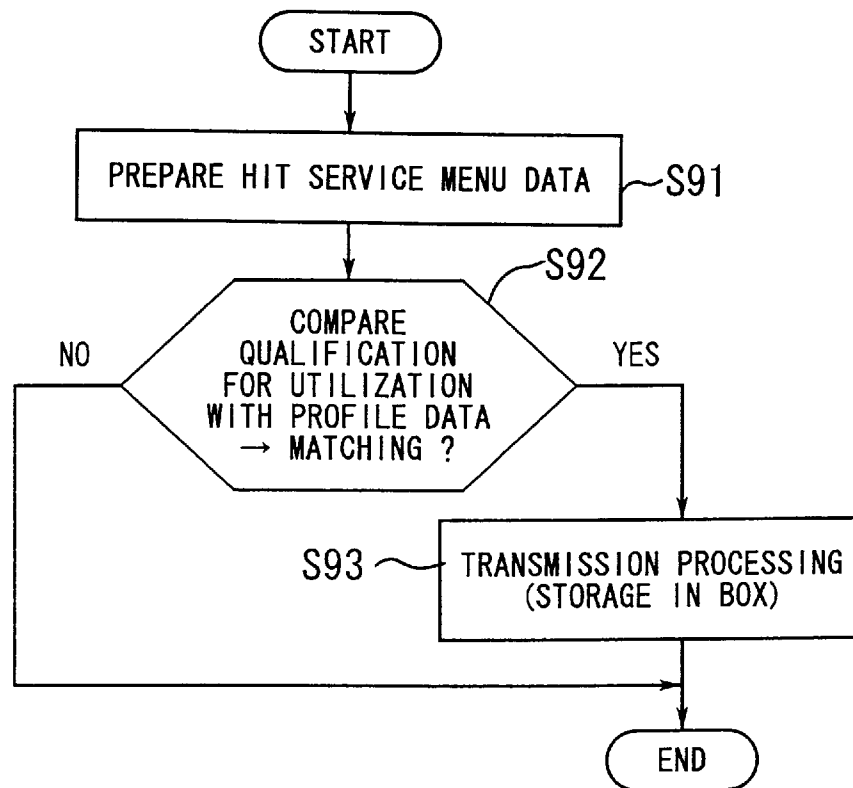 START
PREPARE HIT SERVICE MENU DATA
S91
S92
COMPARE
QUALIFICATION
FOR UTILIZATION
WITH PROFILE DATA
→ MATCHING ?
NO
YES
S93
TRANSMISSION PROCESSING
(STORAGE IN BOX)
END